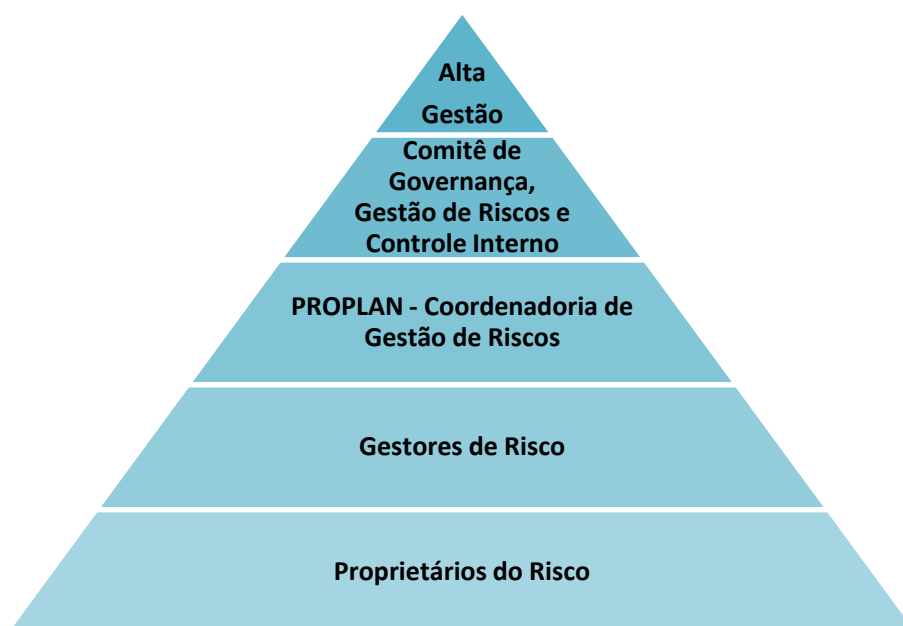 Alta
Gestão
Comitê de
Governança,
Gestão de Riscos e
Controle Interno
PROPLAN - Coordenadoria de
Gestão de Riscos
Gestores de Risco
Proprietários do Risco